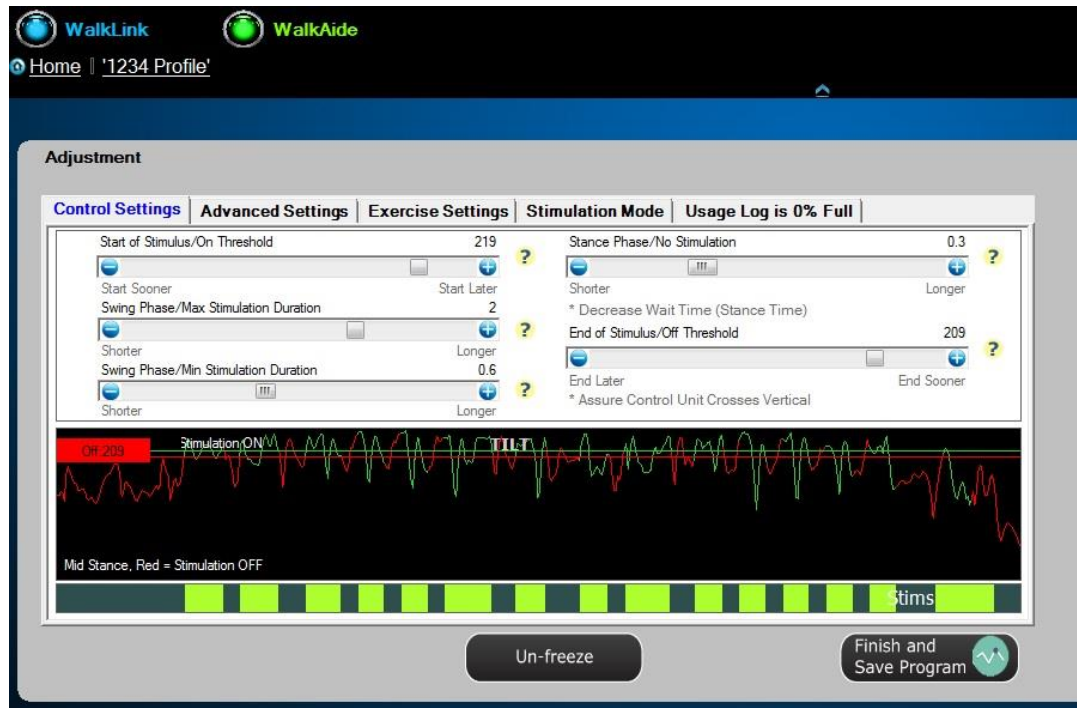 WalkLink WalkAide
Home '1234 Profile'
Adjustment
Control Settings Advanced Settings Exercise Settings Stimulation Mode Usage Log is 0% Full
Start of Stimulus/On Threshold 219 ?
Start Sooner Start Later
Swing Phase/Max Stimulation Duration 2
?
Shorter Longer
Swing Phase/Min Stimulation Duration 0.6
?
Shorter Longer
Stance Phase/No Stimulation 0.3 ?
Shorter Longer
* Decrease Wait Time (Stance Time)
End of Stimulus/Off Threshold 209
?
End Later End Sooner
* Assure Control Unit Crosses Vertical
Stimulation ON TILT
Off 209
Mid Stance, Red = Stimulation OFF
Stims
Un-freeze
Finish and
Save Program